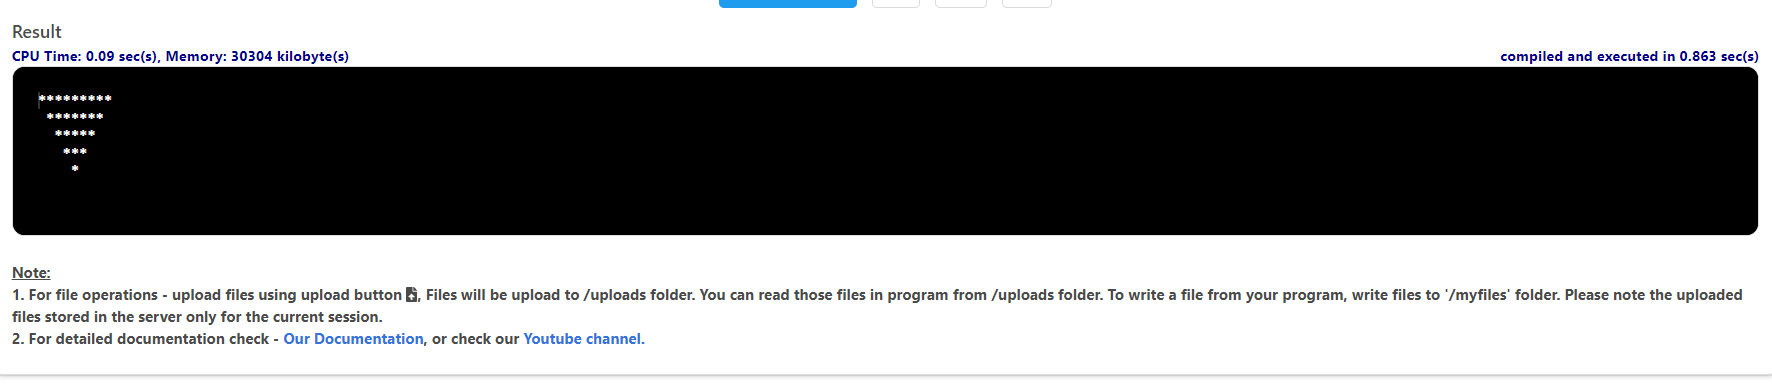 Result
CPU Time: 0.09 sec(s), Memory: 30304 kilobyte(s)
compiled and executed in 0.863 sec(s)
*********
 *******
  *****
   ***
    *
Note:
1. For file operations - upload files using upload button , Files will be upload to /uploads folder. You can read those files in program from /uploads folder. To write a file from your program, write files to '/myfiles' folder. Please note the uploaded
files stored in the server only for the current session.
2. For detailed documentation check - Our Documentation, or check our Youtube channel.